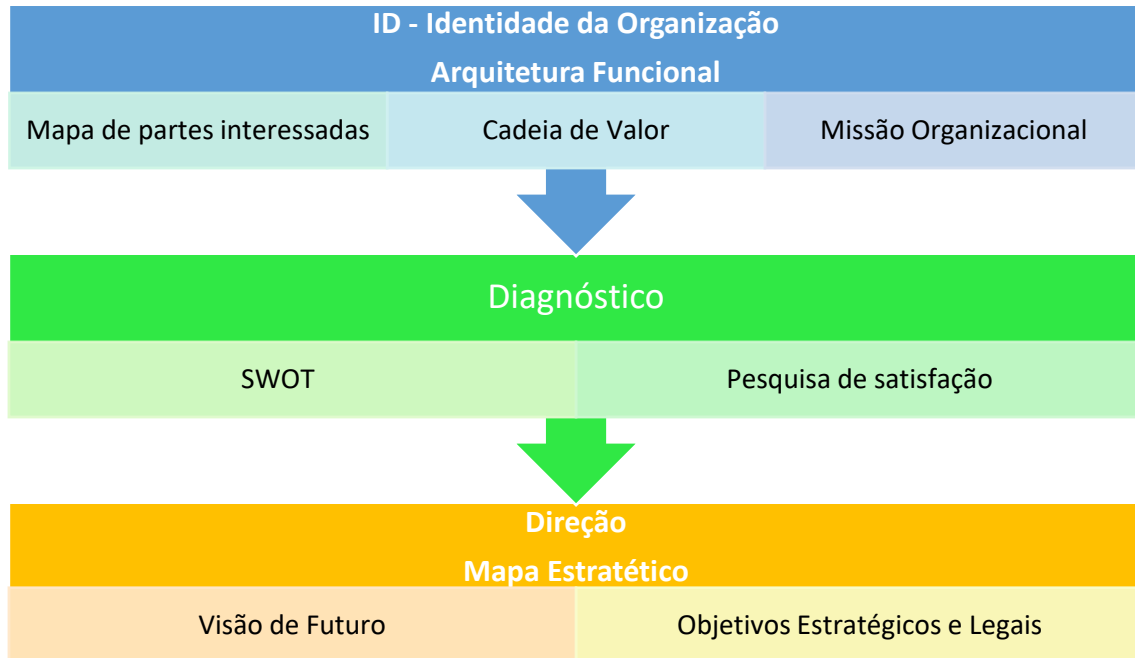 ID - Identidade da Organização
Arquitetura Funcional
Mapa de partes interessadas
Cadeia de Valor
Missão Organizacional
Diagnóstico
SWOT
Pesquisa de satisfação
Direção
Mapa Estratético
Visão de Futuro
Objetivos Estratégicos e Legais